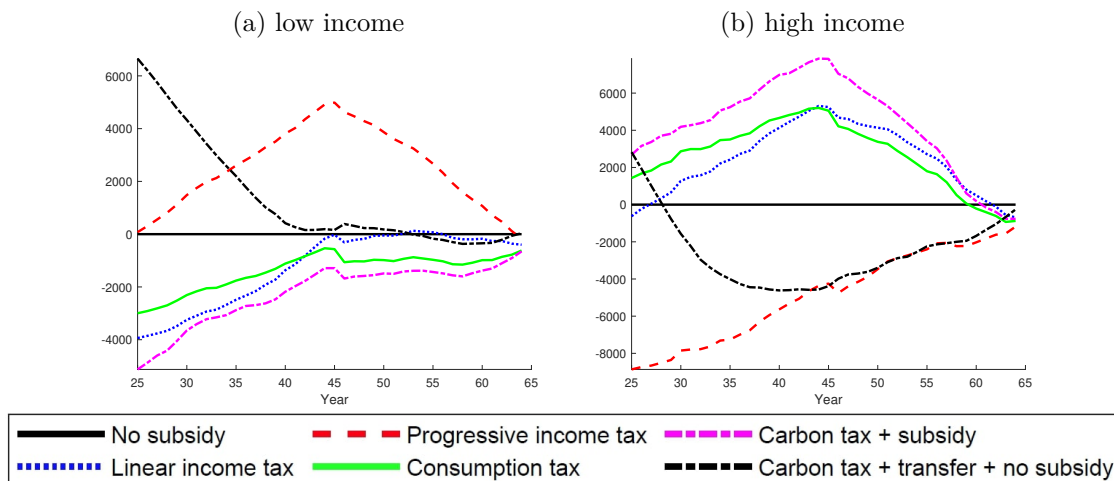 (a) low income
(b) high income
6000
4000
2000
0
-2000
-4000
25 30 35 40 45 50 55 60 65
Year
6000
4000
2000
0
-2000
-4000
-6000
-8000
25 30 35 40 45 50 55 60 65
Year
No subsidy Progressive income tax Carbon tax + subsidy
Linear income tax Consumption tax Carbon tax + transfer + no subsidy